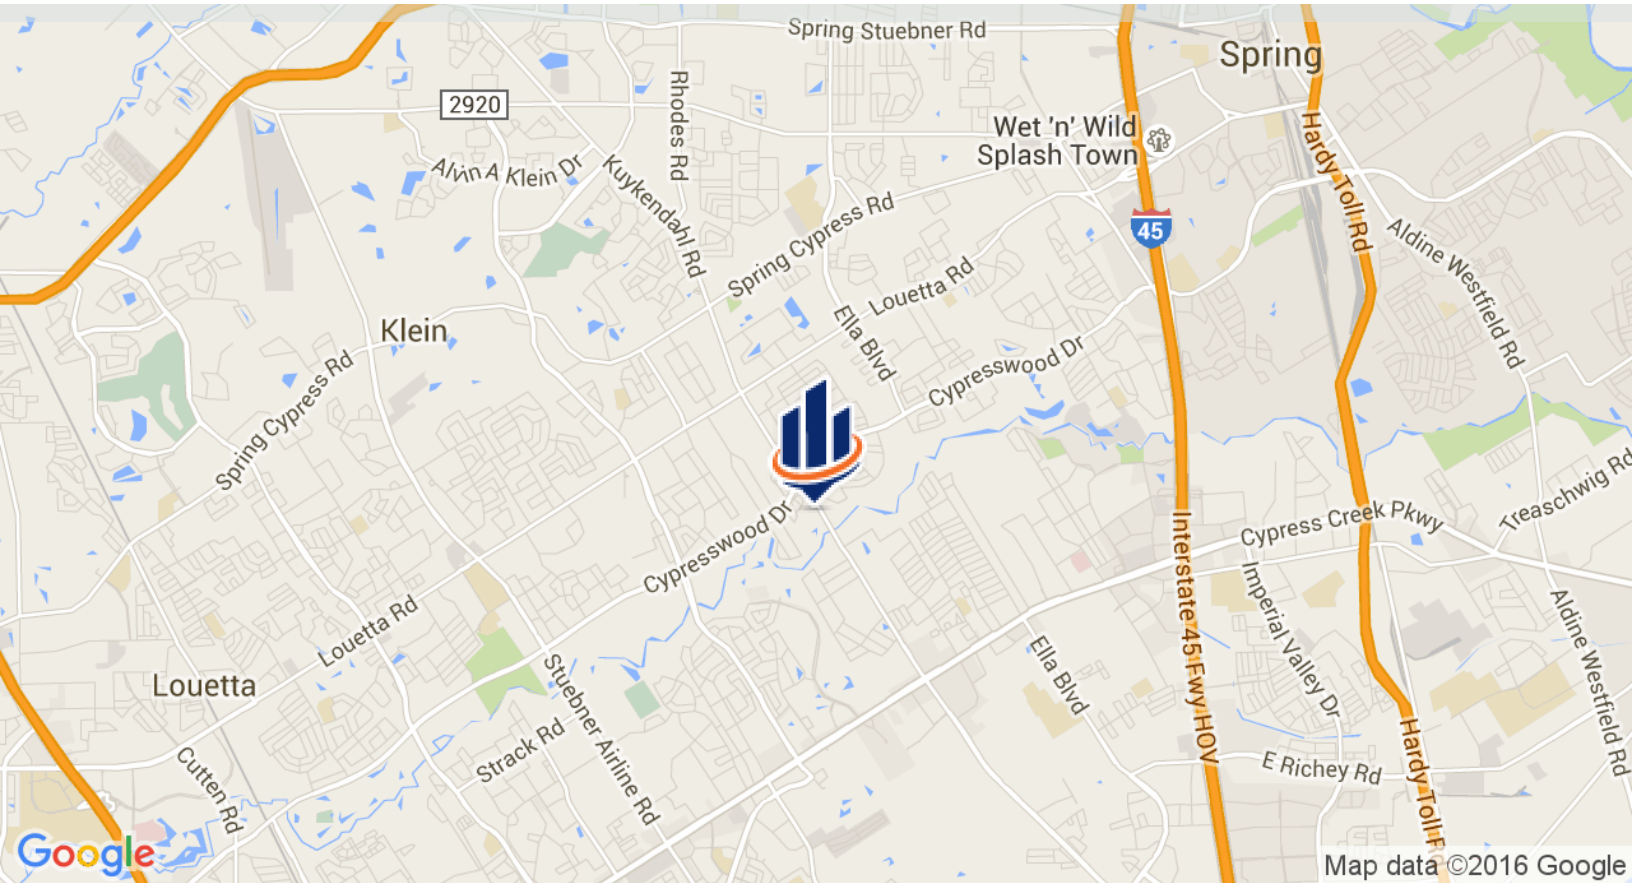 Spring Stuebner Rd
Spring
Rhodes Rd
2920
Wet 'n' Wild
Splash Town
Hardy Toll Rd
Alvin A Klein Dr
Kuykendahl Rd
Spring Cypress Rd
45
Aldine Westfield Rd
Louetta Rd
Ella Blvd
Klein
Cypresswood Dr
Spring Cypress Rd
Treaschwig Rd
Cypress Creek Pkwy
Cypresswood Dr
Interstate 45 Fwy HOV
Imperial Valley Dr
Aldine Westfield Rd
Louetta Rd
Ella Blvd
Louetta
Stuebner Airline Rd
Strack Rd
Cutten Rd
E Richey Rd
Hardy Toll Rd
Google
Map data ©2016 Google